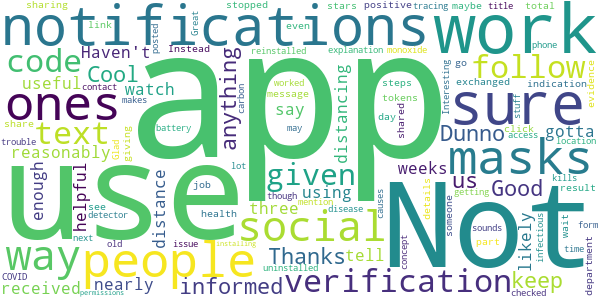 sharing link stopped stars positive tracing maybe title total
notifications work
posted Great even explanation monoxide phone
code Haven't Instead reinstalled Interesting go exchanged indication
Cool anything follow evidence
useful watch worked steps
contact message tokens
ones app sure
share makes battery say distancing day shared click stuff access location
text Dunno gotta
trouble giving may
reasonably Glad carbon masks
enough helpful distance given weeks us Good kills result
job using likely
see lot three details someone getting
detector health though mention disease causes
use social Not
next old issue Thanks tell concept sounds wait form
way people uninstalled part infectious time department
COVID nearly informed installing verification keep
received permissions checked